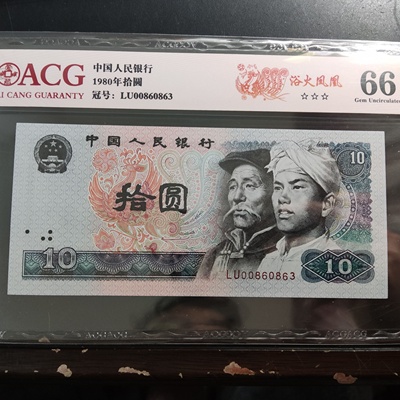 ACG
AI CANG GUARANTY
中国人民银行
1980年拾圆
冠号: LU00860863
浴火凤凰
☆☆☆
66
Gem Uncirculated
中国人民银行
10
拾圆
10
LU00860863
10